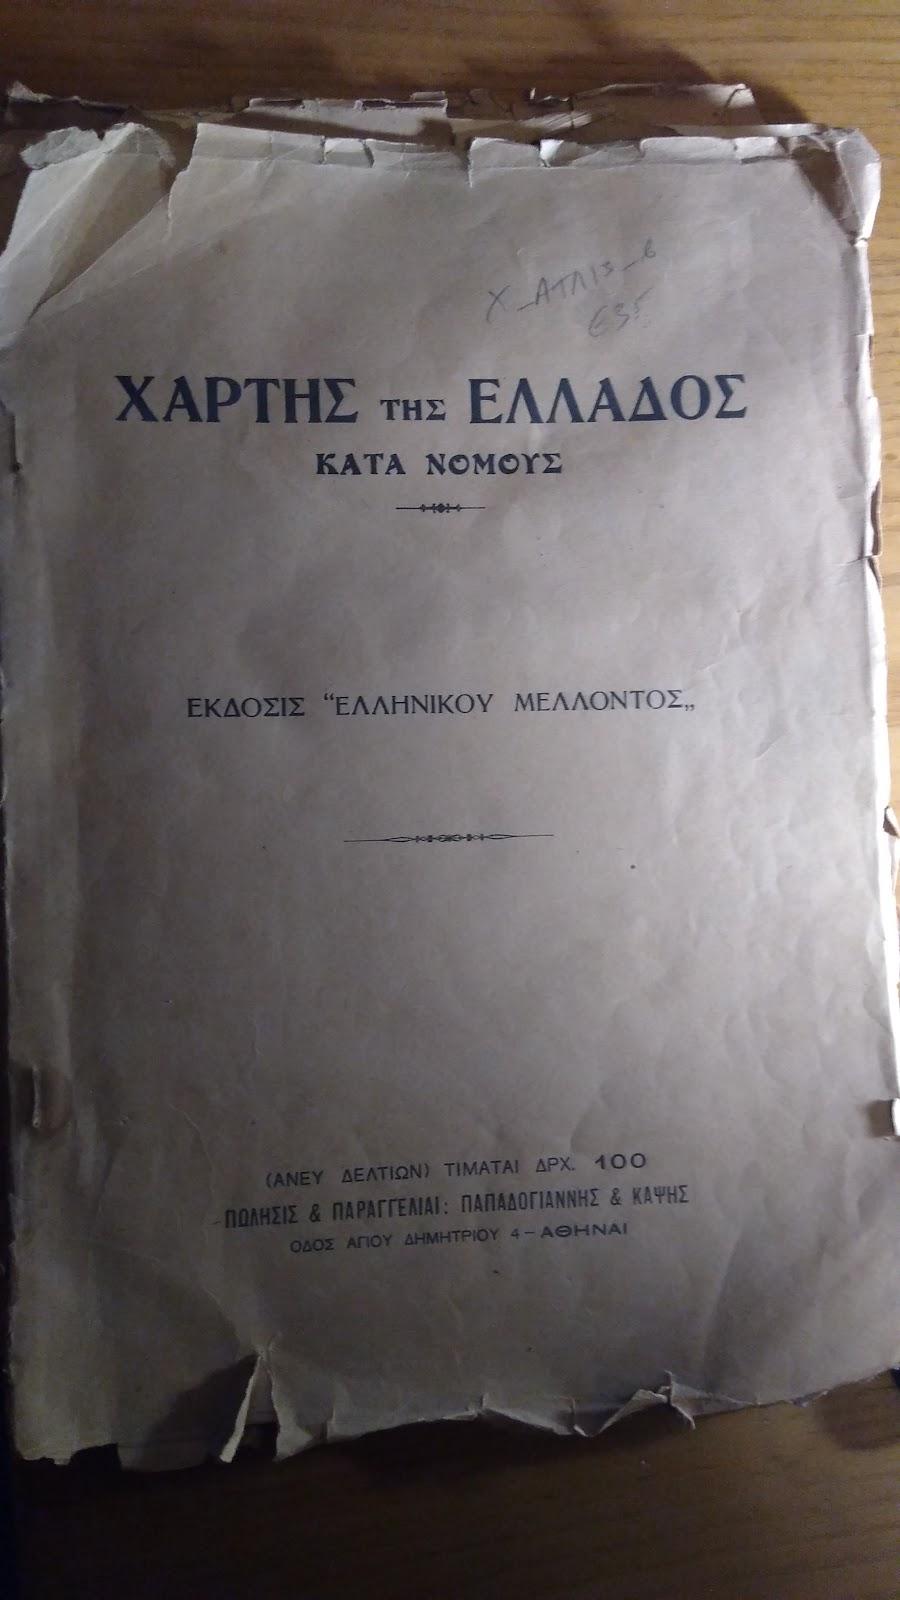 Χ_ΑΤΛΙΣ_6
635
ΧΑΡΤΗΣ ΤΗΣ ΕΛΛΑΔΟΣ
ΚΑΤΑ ΝΟΜΟΥΣ
ΕΚΔΟΣΙΣ “ΕΛΛΗΝΙΚΟΥ ΜΕΛΛΟΝΤΟΣ„
(ΑΝΕΥ ΔΕΛΤΙΩΝ) ΤΙΜΑΤΑΙ ΔΡΧ. 100
ΠΩΛΗΣΙΣ & ΠΑΡΑΓΓΕΛΙΑΙ: ΠΑΠΑΔΟΓΙΑΝΝΗΣ & ΚΑΨΗΣ
ΟΔΟΣ ΑΓΙΟΥ ΔΗΜΗΤΡΙΟΥ 4 – ΑΘΗΝΑΙ